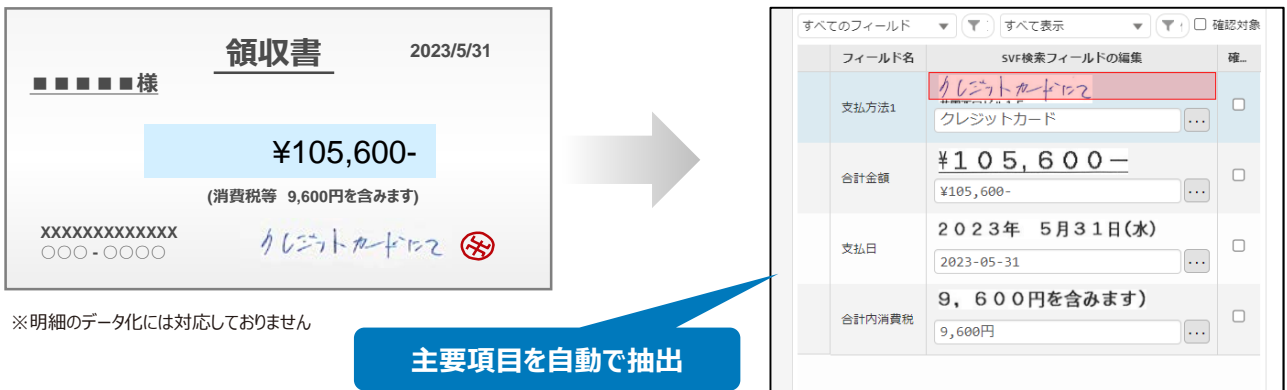 領収書
2023/5/31
■■■■■様
¥105,600-
(消費税等 9,600円を含みます)
XXXXXXXXXXXXX
○○○-○○○○
クレジットカードにて
※明細のデータ化には対応しておりません
主要項目を自動で抽出
すべてのフィールド
すべて表示
確認対象
フィールド名
SVF検索フィールドの編集
確...
クレジットカードにて
支払方法1
クレジットカード
...
¥105,600-
合計金額
¥105,600-
...
2023年 5月31日(水)
支払日
2023-05-31
...
9,600円を含みます)
合計内消費税
9,600円
...